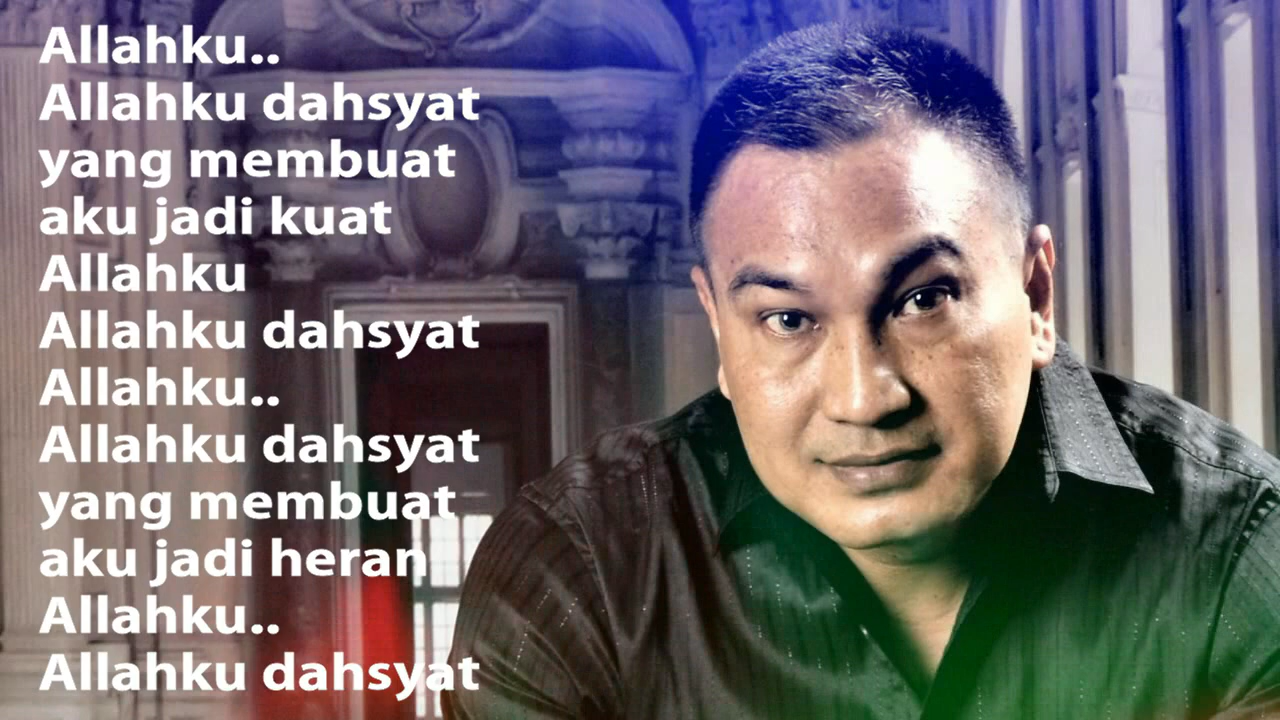 Allahku..
Allahku dahsyat
yang membuat
aku jadi kuat
Allahku
Allahku dahsyat
Allahku..
Allahku dahsyat
yang membuat
aku jadi heran
Allahku..
Allahku dahsyat